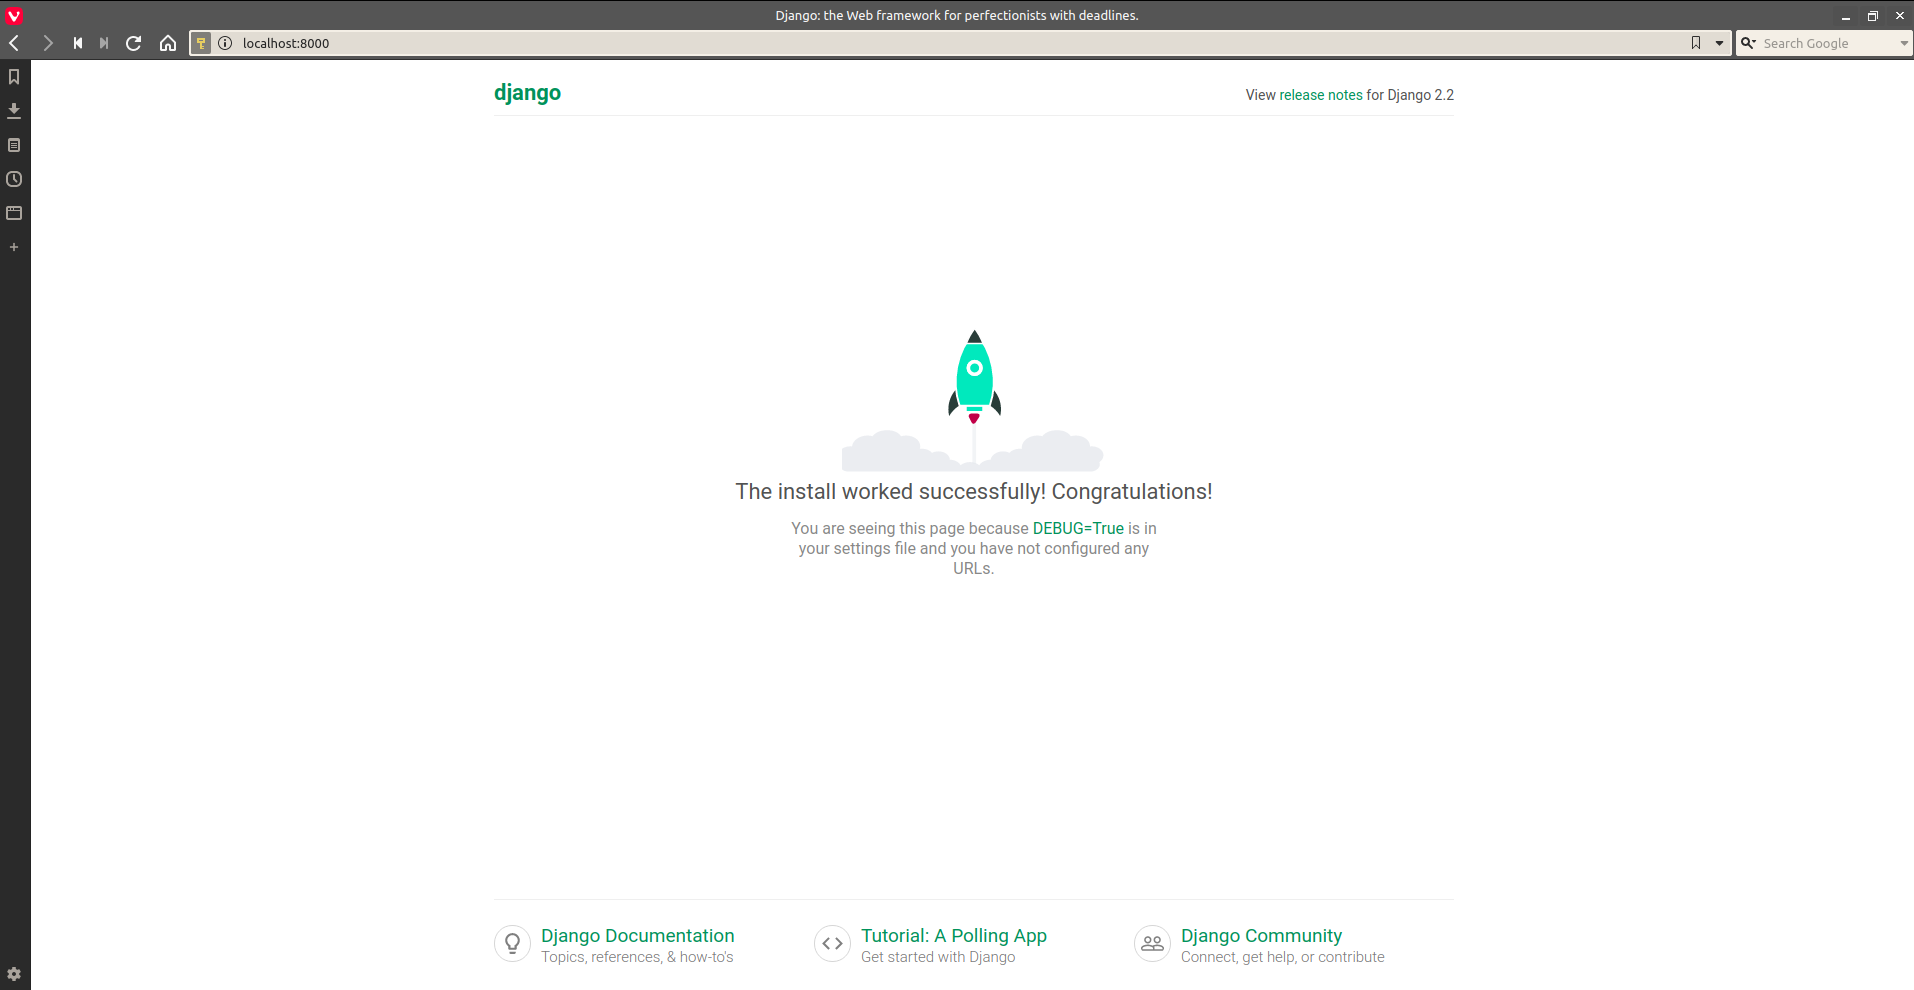 Django: the Web framework for perfectionists with deadlines.
localhost:8000
Search Google
django
View release notes for Django 2.2
The install worked successfully! Congratulations!
You are seeing this page because DEBUG=True is in
your settings file and you have not configured any
URLs.
Django Documentation
Topics, references, & how-to's
Tutorial: A Polling App
Get started with Django
Django Community
Connect, get help, or contribute